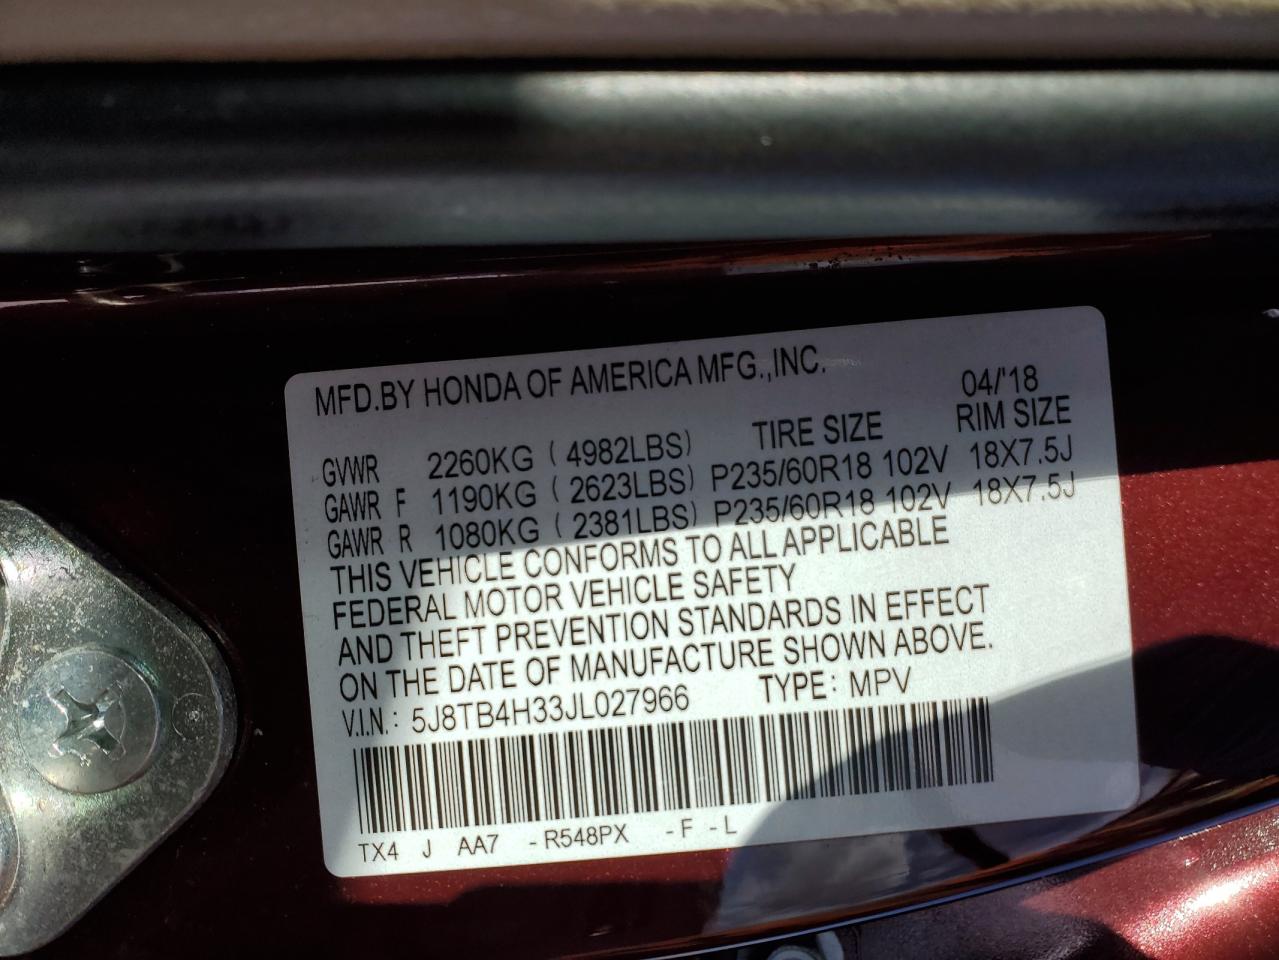 MFD.BY HONDA OF AMERICA MFG.,INC. 04/'18
TIRE SIZE RIM SIZE
GVWR 2260KG ( 4982LBS)
GAWR F 1190KG ( 2623LBS) P235/60R18 102V 18X7.5J
GAWR R 1080KG ( 2381LBS) P235/60R18 102V 18X7.5J
THIS VEHICLE CONFORMS TO ALL APPLICABLE
FEDERAL MOTOR VEHICLE SAFETY
AND THEFT PREVENTION STANDARDS IN EFFECT
ON THE DATE OF MANUFACTURE SHOWN ABOVE.
V.I.N.: 5J8TB4H33JL027966 TYPE: MPV
TX4 J AA7 -R548PX -F -L